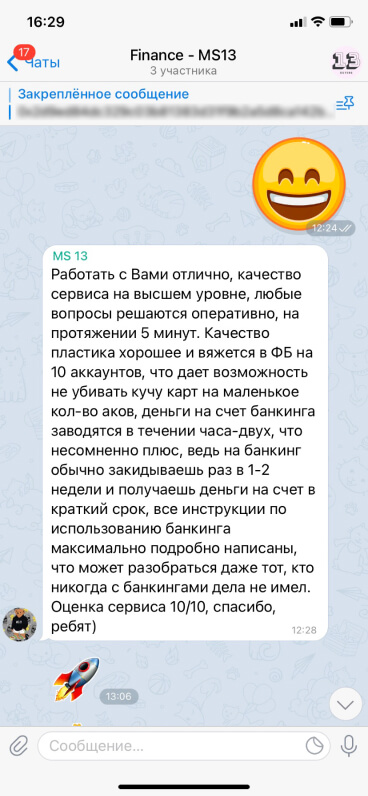 16:29
17
Чаты
Finance - MS13
3 участника
13
Закреплённое сообщение
12:24
MS 13
Работать с Вами отлично, качество
сервиса на высшем уровне, любые
вопросы решаются оперативно, на
протяжении 5 минут. Качество
пластика хорошее и вяжется в ФБ на
10 аккаунтов, что дает возможность
не убивать кучу карт на маленькое
кол-во аков, деньги на счет банкинга
заводятся в течении часа-двух, что
несомненно плюс, ведь на банкинг
обычно закидываешь раз в 1-2
недели и получаешь деньги на счет в
краткий срок, все инструкции по
использованию банкинга
максимально подробно написаны,
что может разобраться даже тот, кто
никогда с банкингами дела не имел.
Оценка сервиса 10/10, спасибо,
ребят)
12:28
13:06
Сообщение...